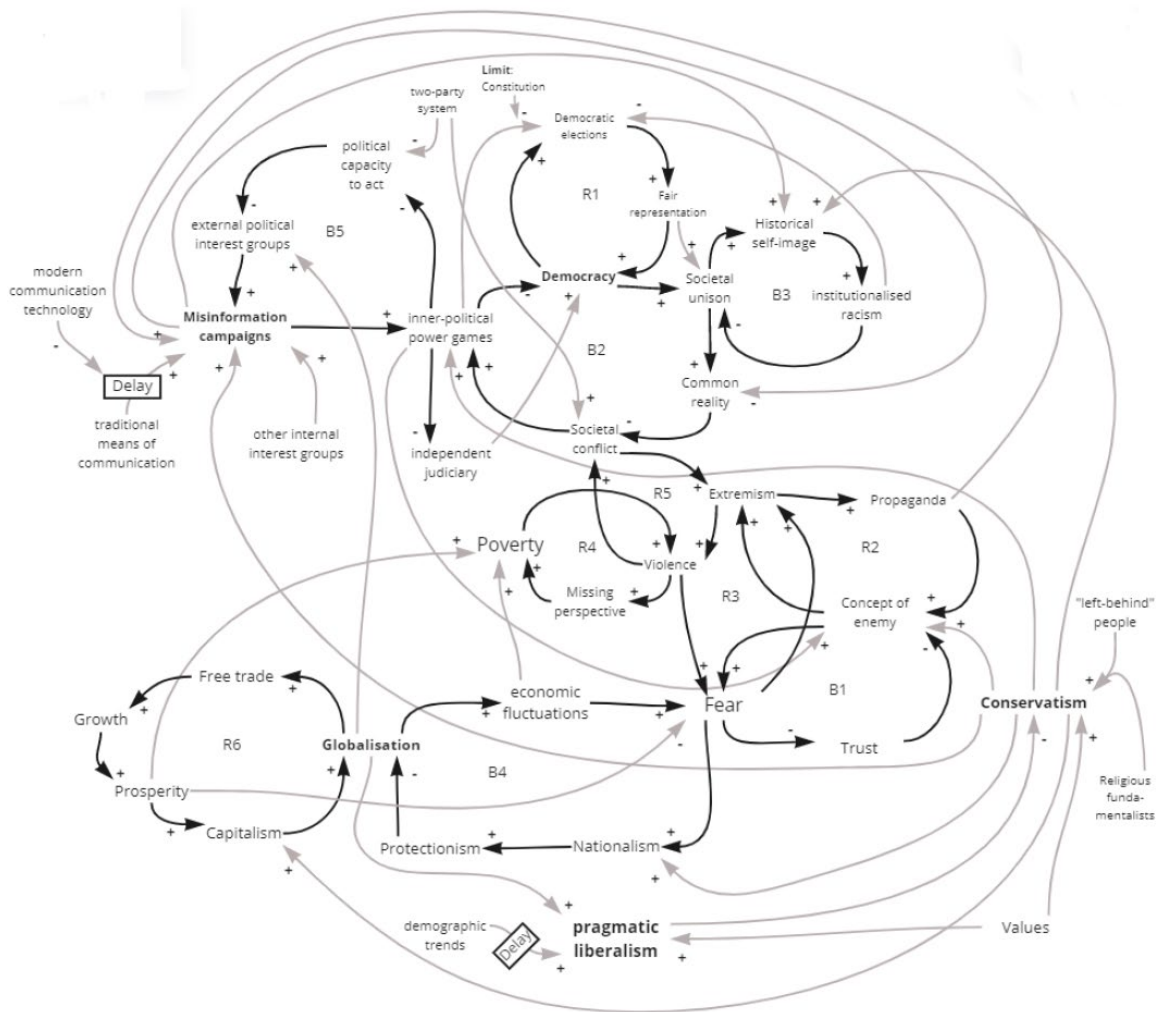 Limit:
Constitution
two-party
system
Democratic
elections
political
capacity
to act
R1
Fair
representation
external political
interest groups
B5
Historical
self-image
modern
communication
technology
Democracy
Societal
unison
B3
institutionalised
racism
Misinformation
campaigns
inner-political
power games
B2
Delay
Common
reality
traditional
means of
communication
other internal
interest groups
independent
judiciary
Societal
conflict
R5
Extremism
Propaganda
Poverty
R4
Violence
R2
Missing
perspective
R3
Concept of
enemy
"left-behind"
people
Free trade
economic
fluctuations
Fear
B1
Conservatism
Growth
R6
Globalisation
Trust
B4
Prosperity
Capitalism
Religious
funda-
mentalists
Protectionism
Nationalism
demographic
trends
Delay
pragmatic
liberalism
Values